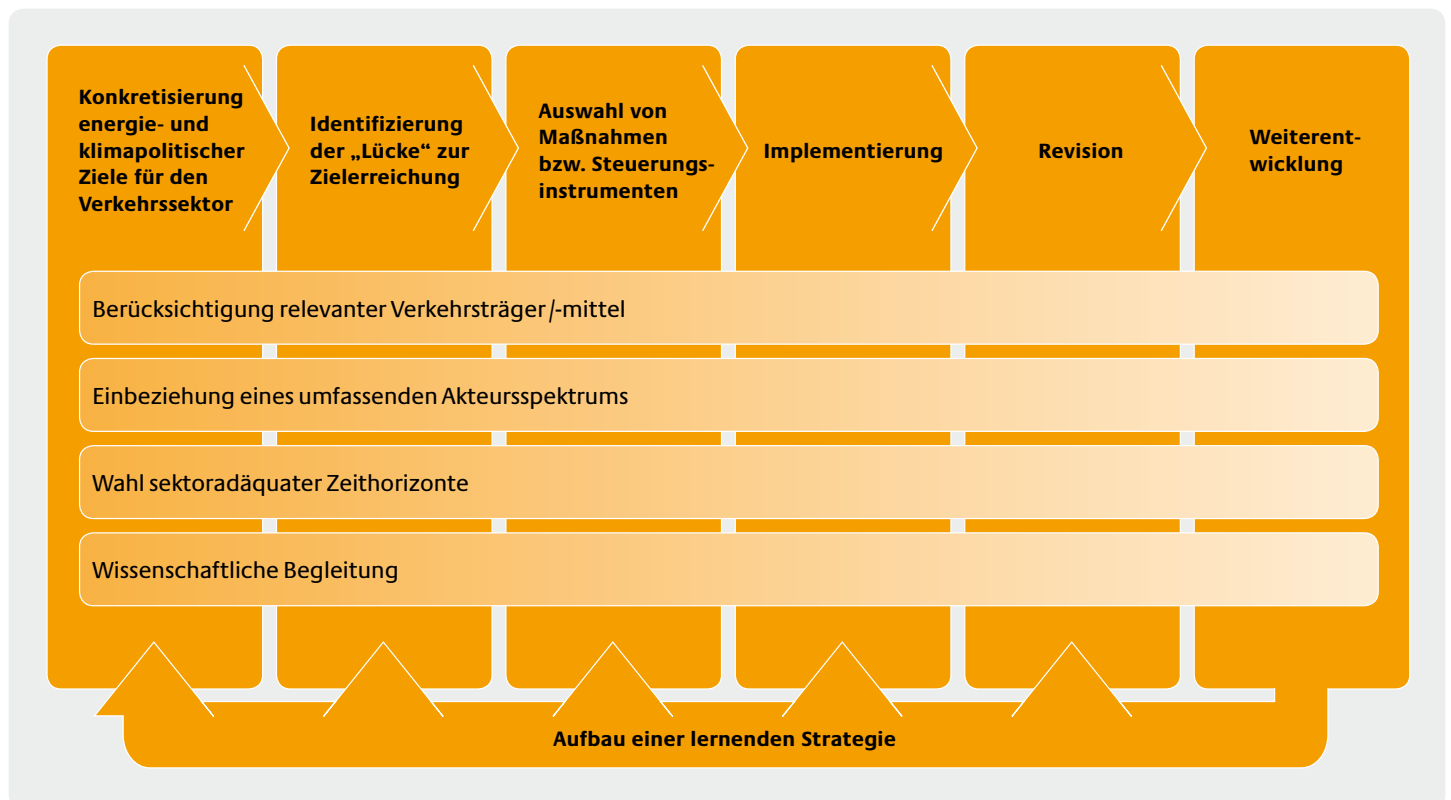 Konkretisierung
energie- und
klimapolitischer
Ziele für den
Verkehrssektor
Identifizierung
der „Lücke“ zur
Zielerreichung
Auswahl von
Maßnahmen
bzw. Steuerungs-
instrumenten
Implementierung
Revision
Weiterent-
wicklung
Berücksichtigung relevanter Verkehrsträger/-mittel
Einbeziehung eines umfassenden Akteursspektrums
Wahl sektoradäquater Zeithorizonte
Wissenschaftliche Begleitung
Aufbau einer lernenden Strategie